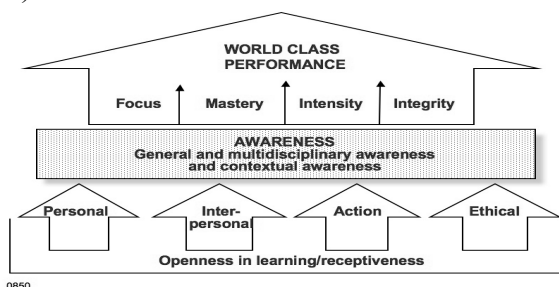 WORLD CLASS
PERFORMANCE
Focus Mastery Intensity Integrity
AWARENESS
General and multidisciplinary awareness
and contextual awareness
Personal Inter- Action Ethical
personal
Openness in learning/receptiveness
0850